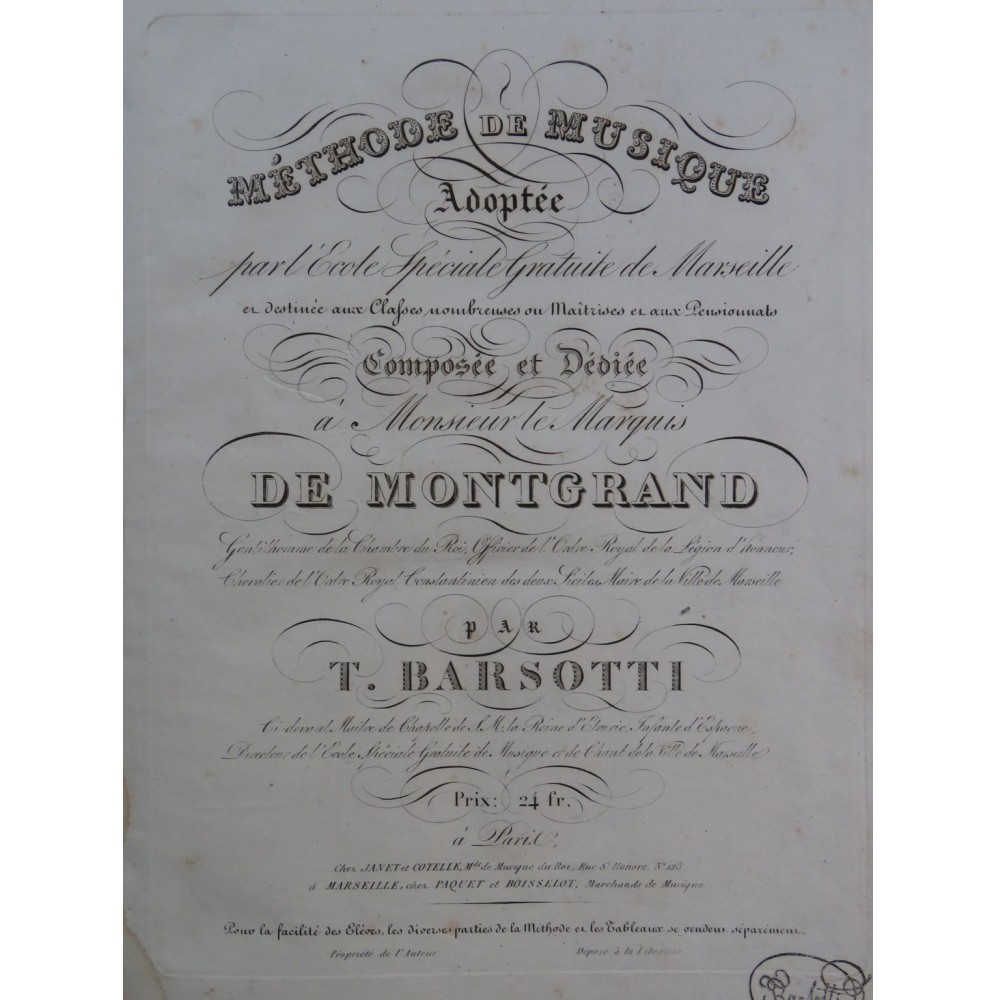 MÉTHODE DE MUSIQUE
Adoptée
par l'Ecole Spéciale Gratuite de Marseille
et destinée aux Classes nombreuses ou Maîtrises et aux Pensionnats
Composée et Dédiée
à Monsieur le Marquis
DE MONTGRAND
Gentilhomme de la Chambre du Roi, Officier de l'Ordre Royal de la Légion d'honneur,
Chevalier de l'Ordre Royal Constantinien des deux Siciles, Maire de la Ville de Marseille
PAR
T. BARSOTTI
Ci-devant Maître de Chapelle de S.M. la Reine d'Etrurie, Infante d'Espagne,
Directeur de l'Ecole Spéciale Gratuite de Musique et de Chant de la Ville de Marseille
Prix: 24 fr.
à Paris,
Chez JANET et COTELLE, Mds de Musique du Roi, Rue St Honoré, No 123
à MARSEILLE, chez PAQUET et BOISSELOT, Marchands de Musique.
Pour la facilité des Eléves, les diverses parties de la Méthode et les Tableaux se vendent séparément.
Propriété de l'Auteur Deposé à la Librairie